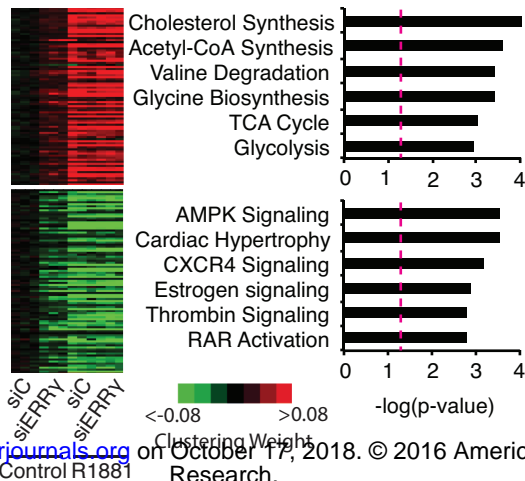 Cholesterol Synthesis
Acetyl-CoA Synthesis
Valine Degradation
Glycine Biosynthesis
TCA Cycle
Glycolysis
0 1 2 3 4
AMPK Signaling
Cardiac Hypertrophy
CXCR4 Signaling
Estrogen signaling
Thrombin Signaling
RAR Activation
0 1 2 3 4
-log(p-value)
siC siERRγ siC siERRγ
<-0.08 >0.08
Clustering Weight
rjournals.org on October 17, 2018. © 2016 Americ
Control R1881
Research.